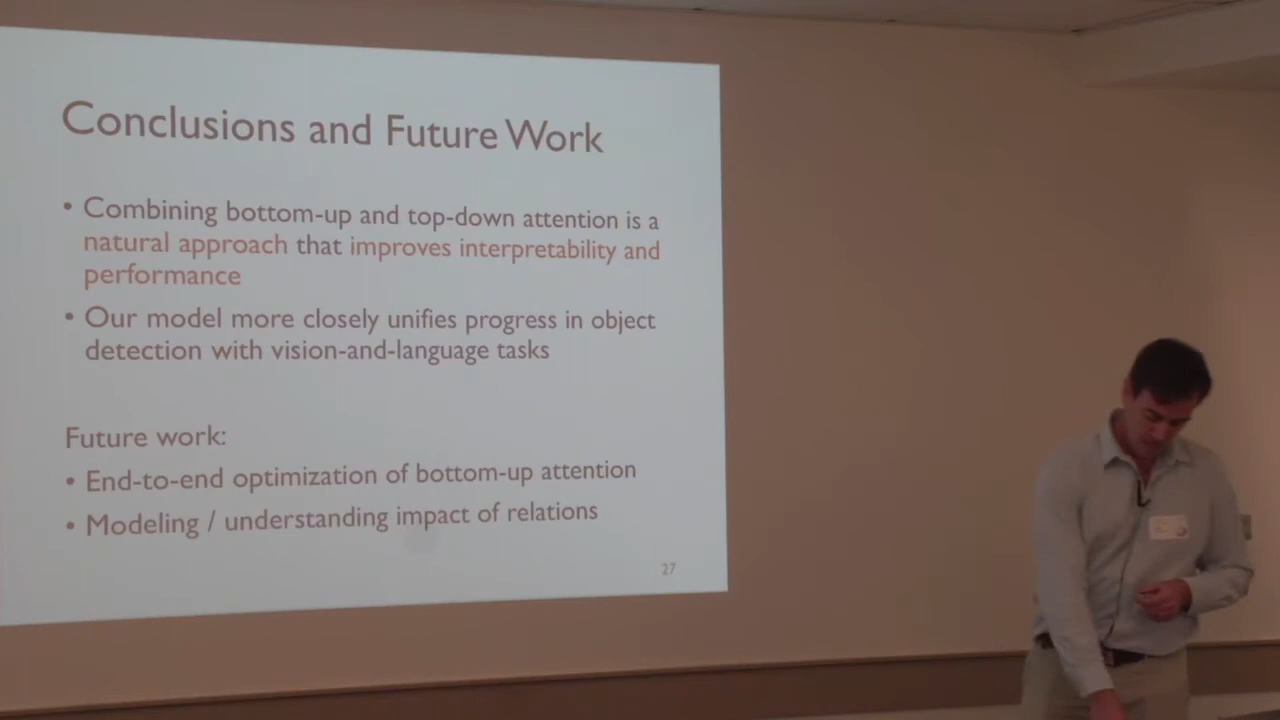 Conclusions and Future Work
• Combining bottom-up and top-down attention is a
natural approach that improves interpretability and
performance
• Our model more closely unifies progress in object
detection with vision-and-language tasks
Future work:
• End-to-end optimization of bottom-up attention
• Modeling / understanding impact of relations
27